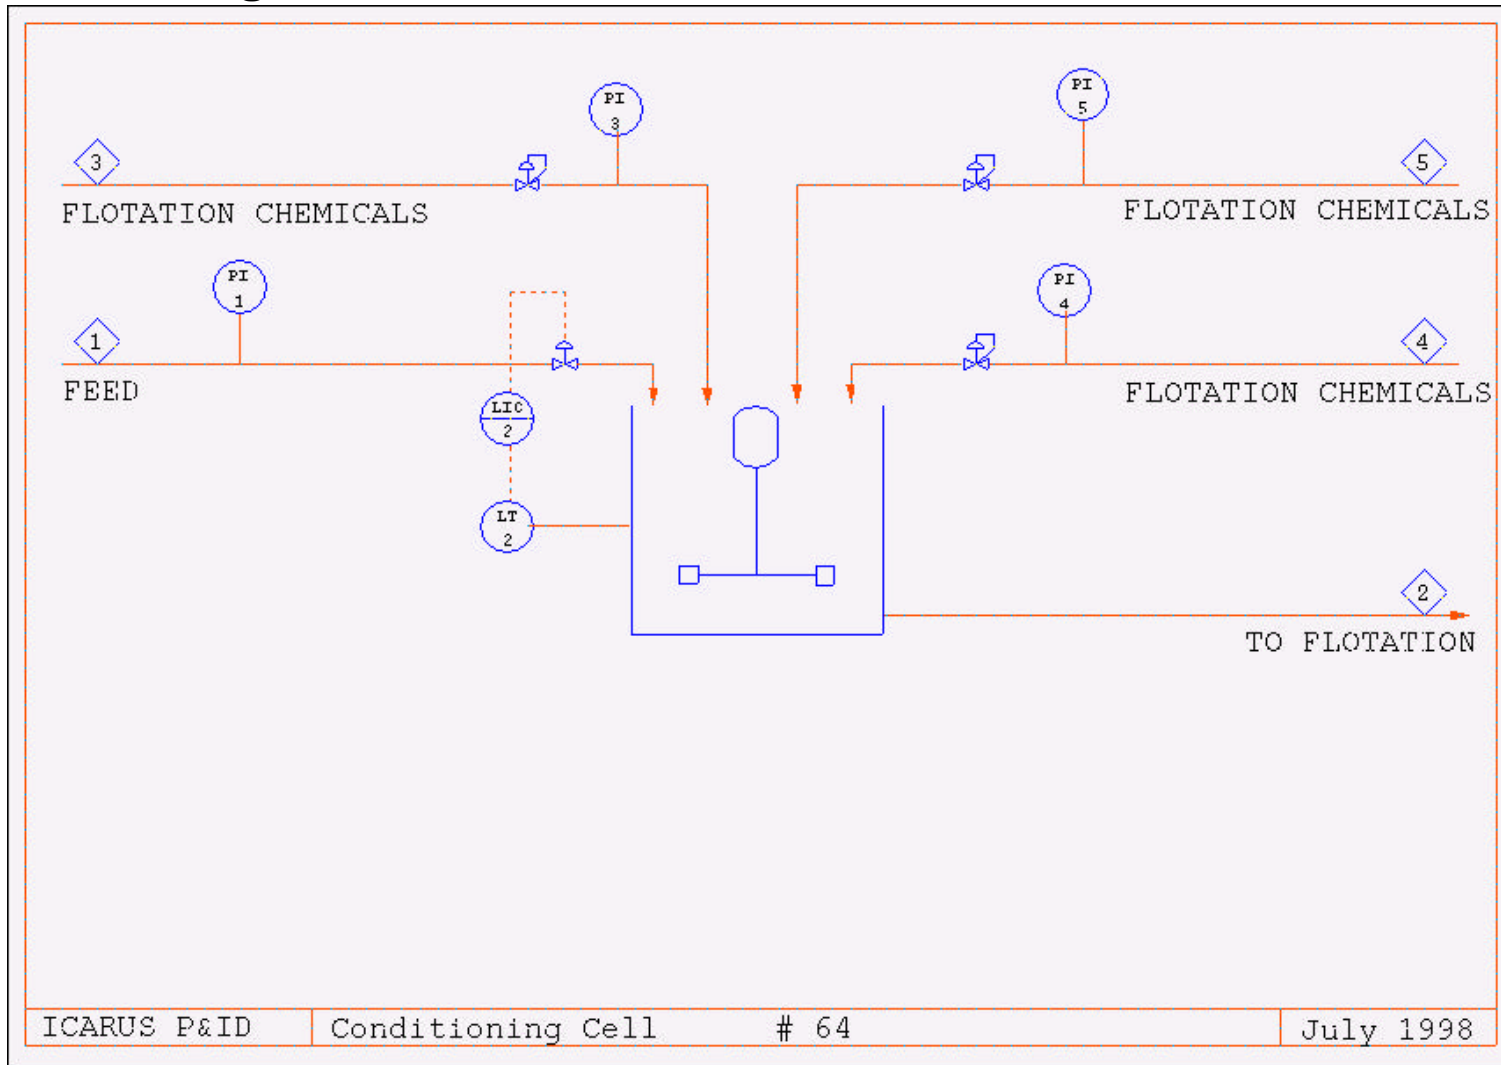 PI
3
PI
5
3
5
FLOTATION CHEMICALS
FLOTATION CHEMICALS
PI
1
PI
4
1
4
FEED
FLOTATION CHEMICALS
LIC
2
LT
2
2
TO FLOTATION
ICARUS P&ID
Conditioning Cell # 64
July 1998